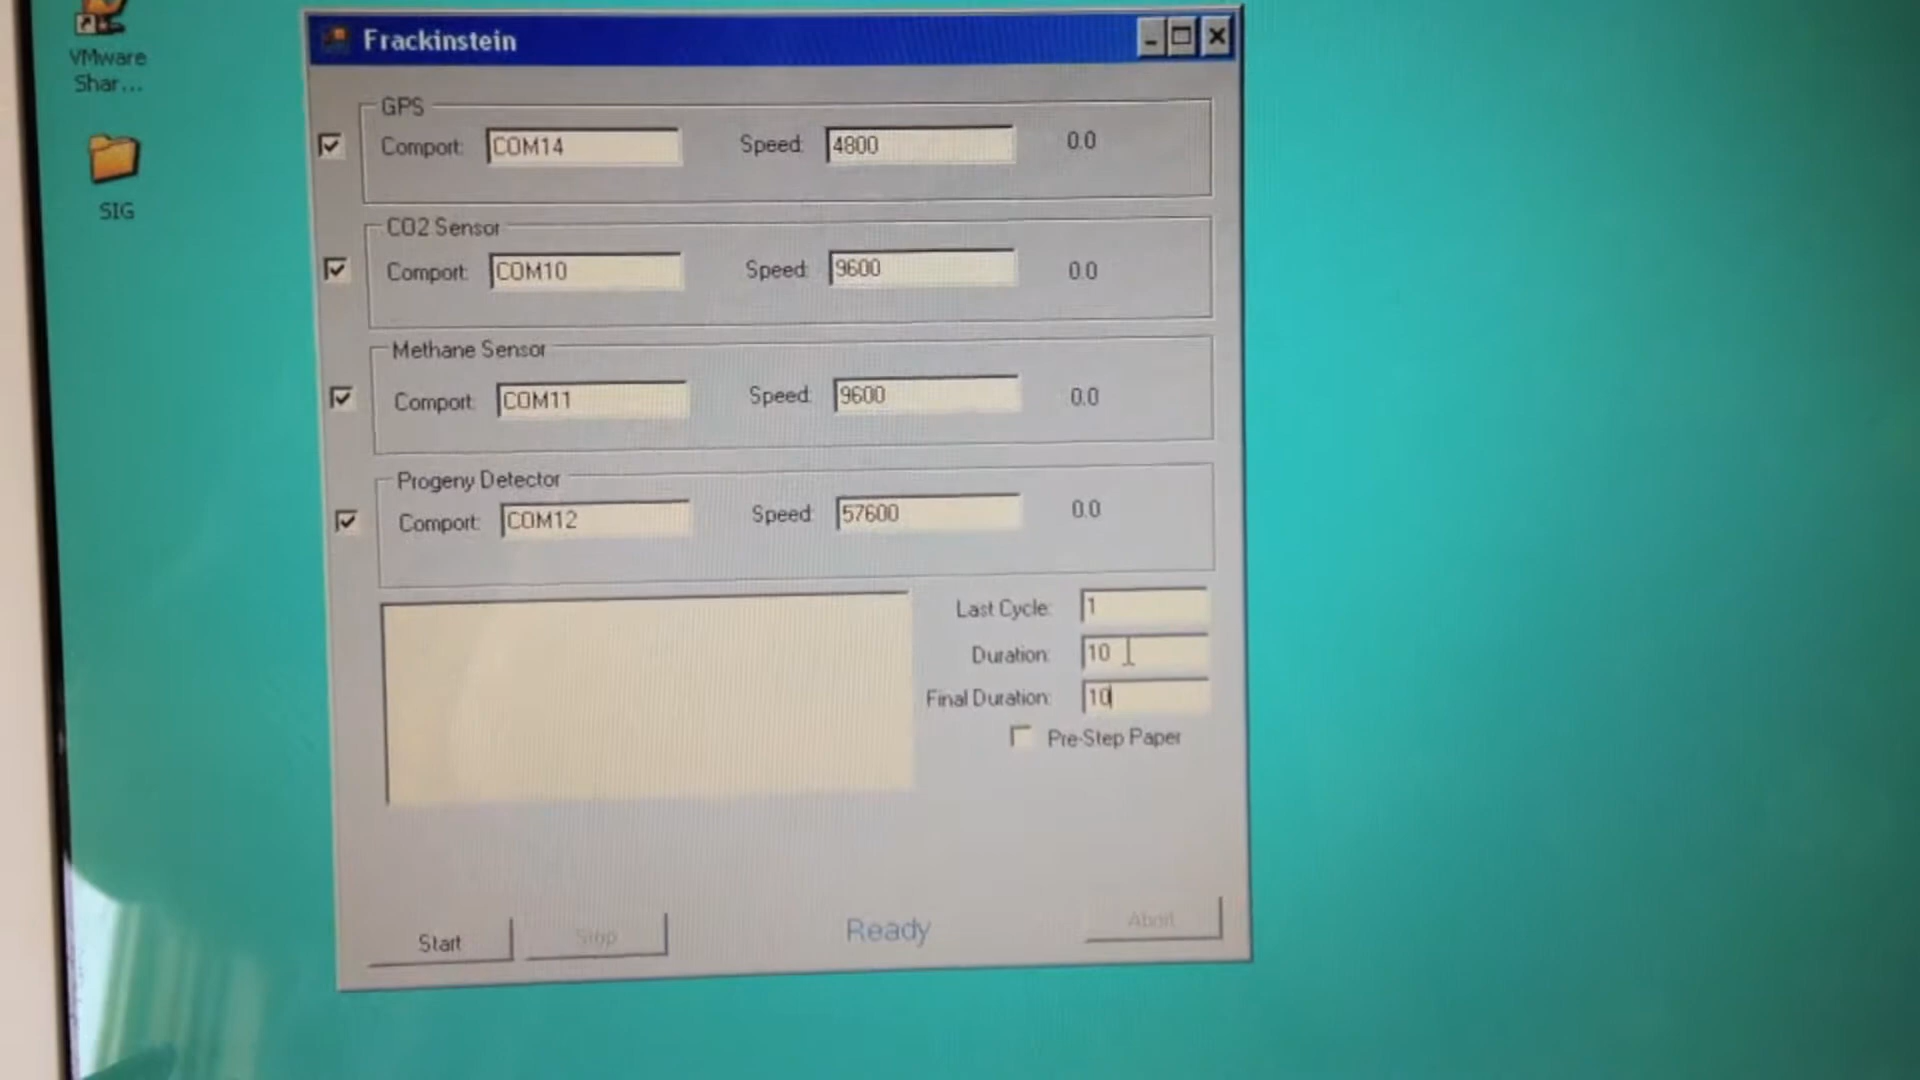 VMware
Shar...
SIG
Frackinstein
GPS
Comport: COM14 Speed: 4800 0.0
CO2 Sensor
Comport: COM10 Speed: 9600 0.0
Methane Sensor
Comport: COM11 Speed: 9600 0.0
Progeny Detector
Comport: COM12 Speed: 57600 0.0
Last Cycle: 1
Duration: 10
Final Duration: 10
Pre-Step Paper
Start Stop Ready Abort